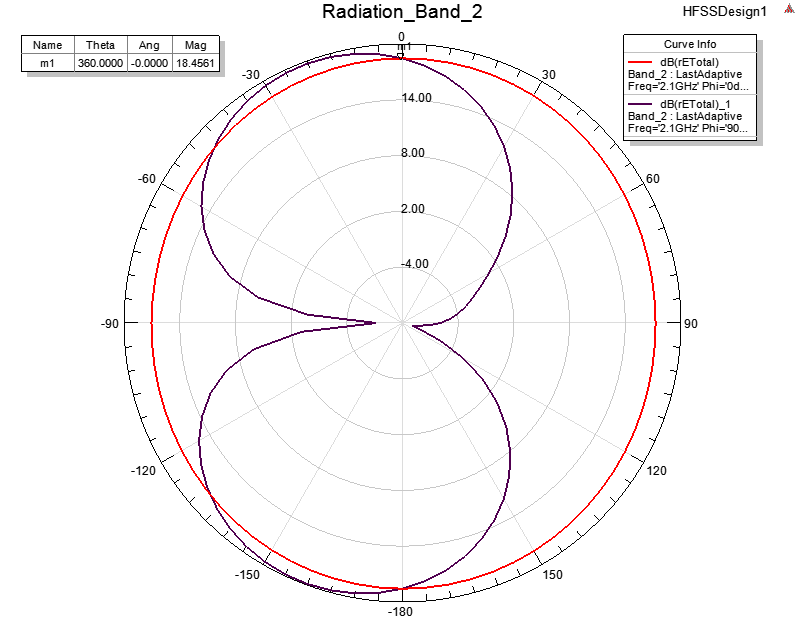 Radiation_Band_2
HFSSDesign1
Name Theta Ang Mag
m1 360.0000 -0.0000 18.4561
Curve Info
dB(rETotal)
Band_2 : LastAdaptive
Freq='2.1GHz' Phi='0d...
dB(rETotal)_1
Band_2 : LastAdaptive
Freq='2.1GHz' Phi='90...
0
m1
-30
30
14.00
8.00
-60
60
2.00
-4.00
-90
90
-120
120
-150
150
-180